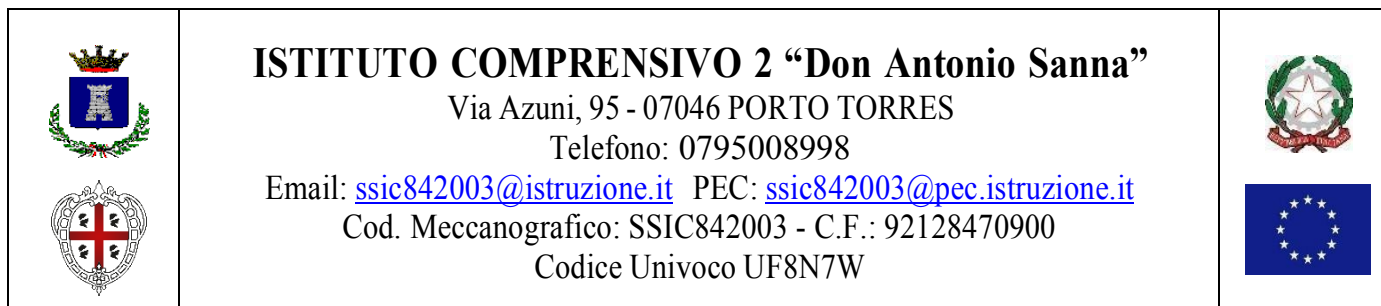 ISTITUTO COMPRENSIVO 2 “Don Antonio Sanna”
Via Azuni, 95 - 07046 PORTO TORRES
Telefono: 0795008998
Email: ssic842003@istruzione.it PEC: ssic842003@pec.istruzione.it
Cod. Meccanografico: SSIC842003 - C.F.: 92128470900
Codice Univoco UF8N7W